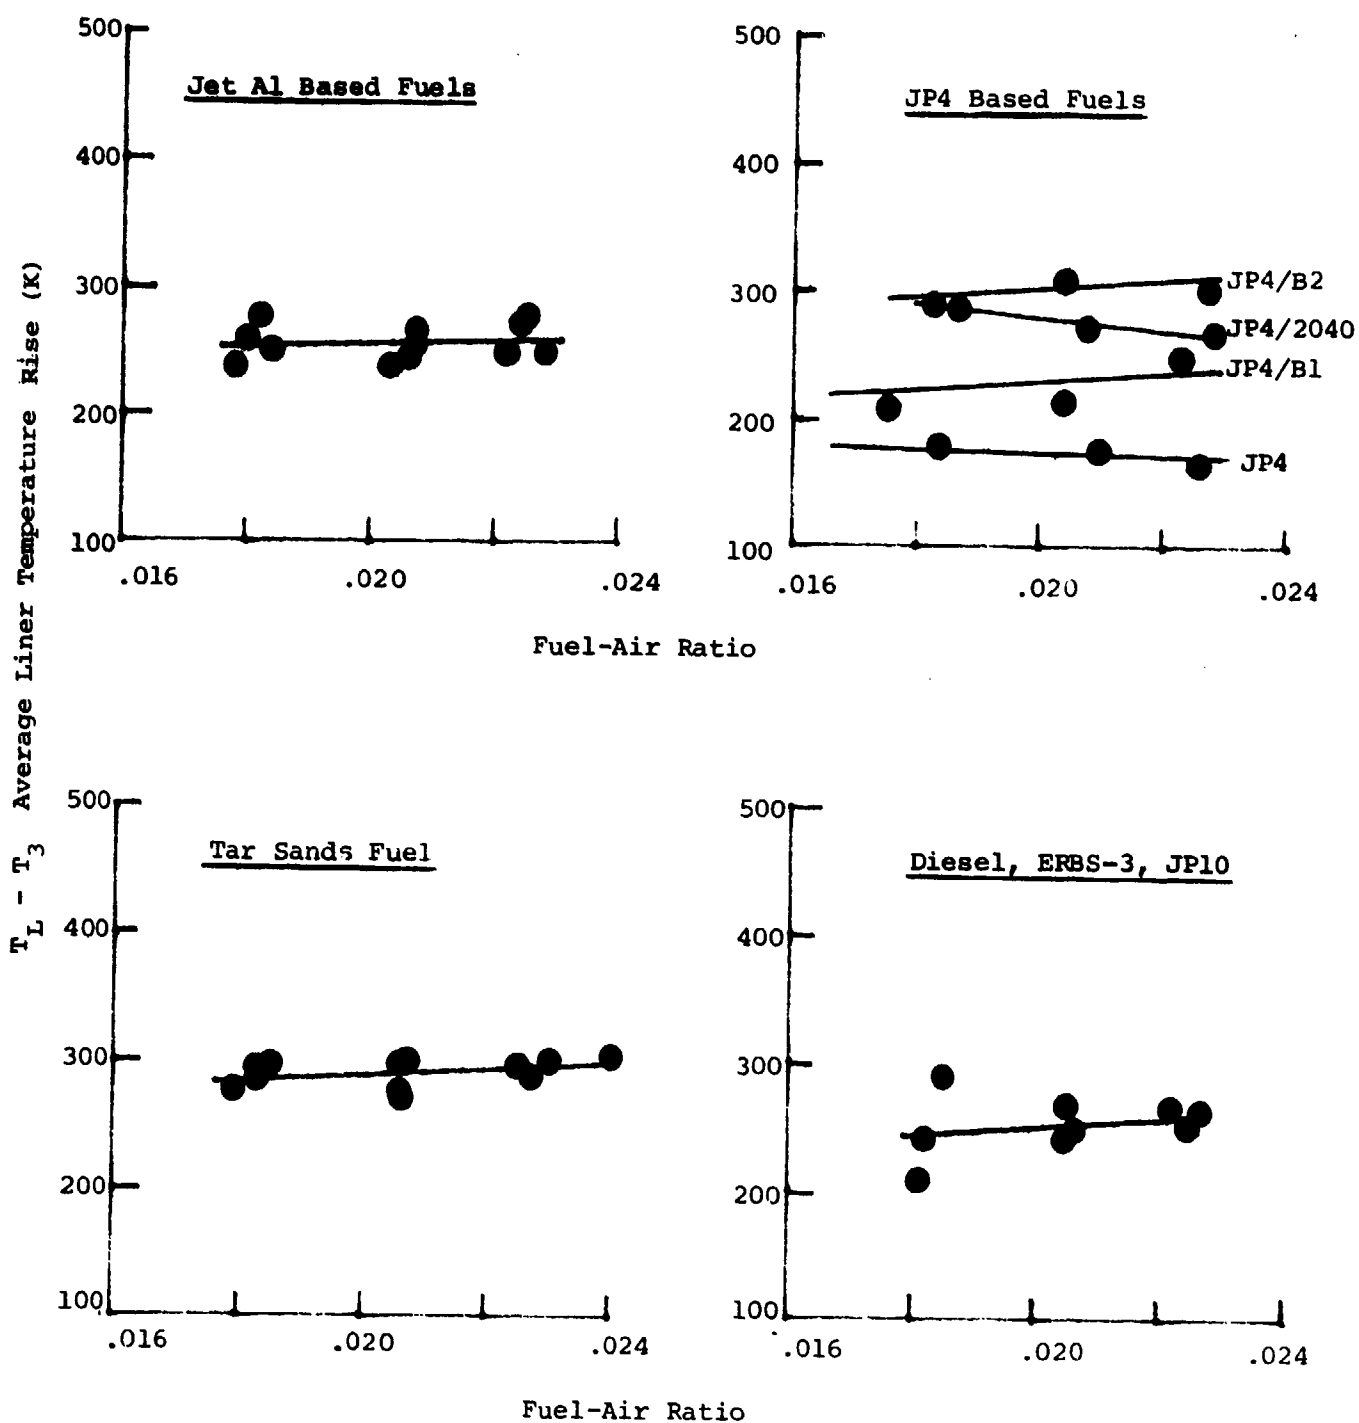 T_L - T_3 Average Liner Temperature Rise (K)
Jet A1 Based Fuels
500
400
300
200
100
.016
.020
.024
JP4 Based Fuels
500
400
300
200
100
JP4/B2
JP4/2040
JP4/B1
JP4
.016
.020
.024
Fuel-Air Ratio
Tar Sands Fuel
500
400
300
200
100
.016
.020
.024
Diesel, ERBS-3, JP10
500
400
300
200
100
.016
.020
.024
Fuel-Air Ratio